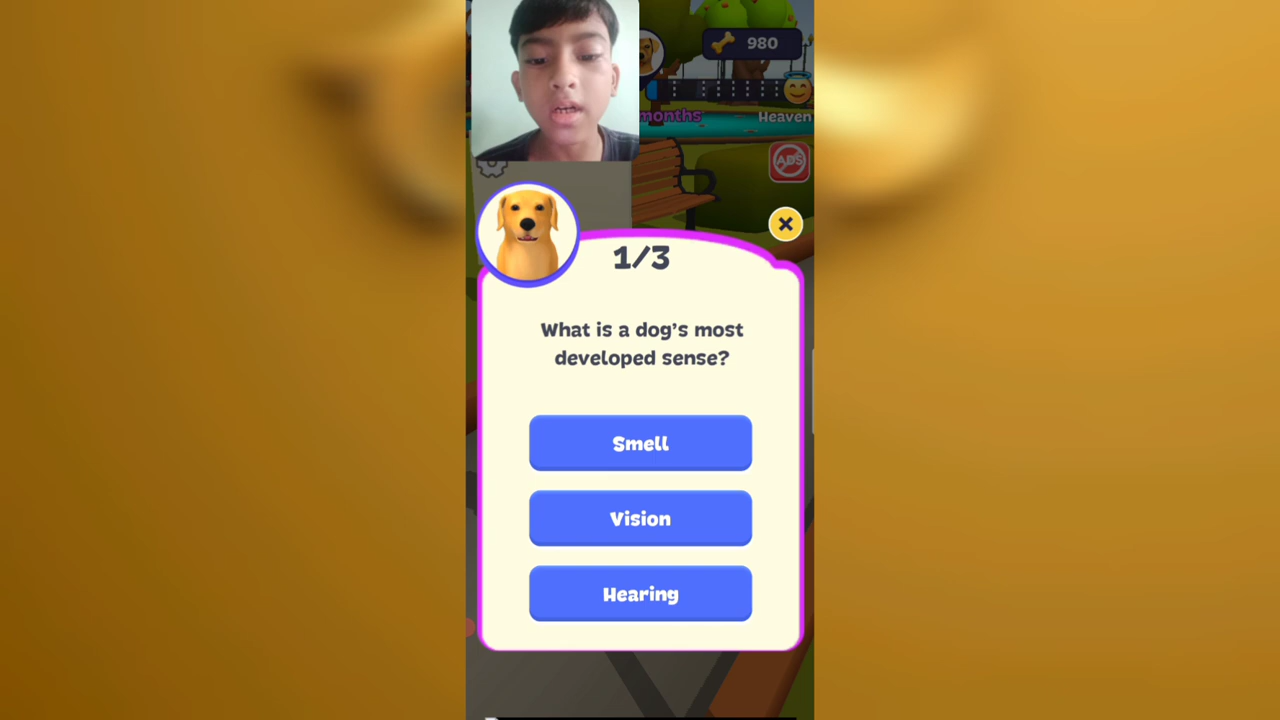 980
months
Heaven
ADS
1/3
What is a dog's most
developed sense?
Smell
Vision
Hearing